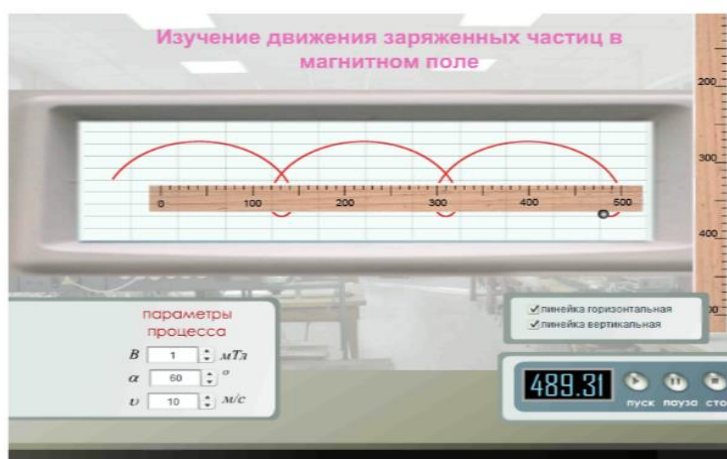 Изучение движения заряженных частиц в
магнитном поле
200
300
400
0 100 200 300 400 500
параметры
процесса
B 1 мТл
α 60 °
υ 10 м/с
линейка горизонтальная
линейка вертикальная
489.31
пуск пауза сто